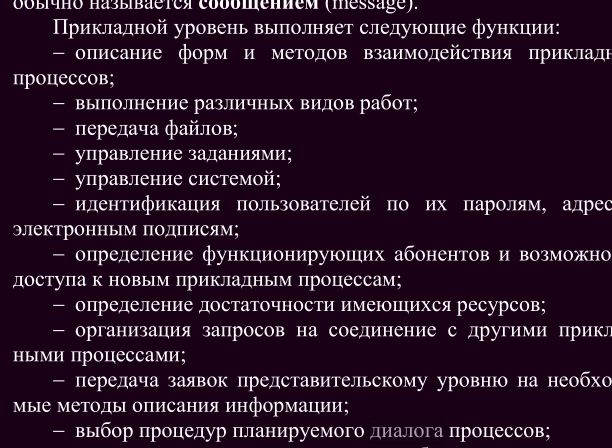 обычно называется сообщением (message).
Прикладной уровень выполняет следующие функции:
– описание форм и методов взаимодействия приклад
процессов;
– выполнение различных видов работ;
– передача файлов;
– управление заданиями;
– управление системой;
– идентификация пользователей по их паролям, адрес
электронным подписям;
– определение функционирующих абонентов и возможно
доступа к новым прикладным процессам;
– определение достаточности имеющихся ресурсов;
– организация запросов на соединение с другими прикл
ными процессами;
– передача заявок представительскому уровню на необхо
мые методы описания информации;
– выбор процедур планируемого диалога процессов;